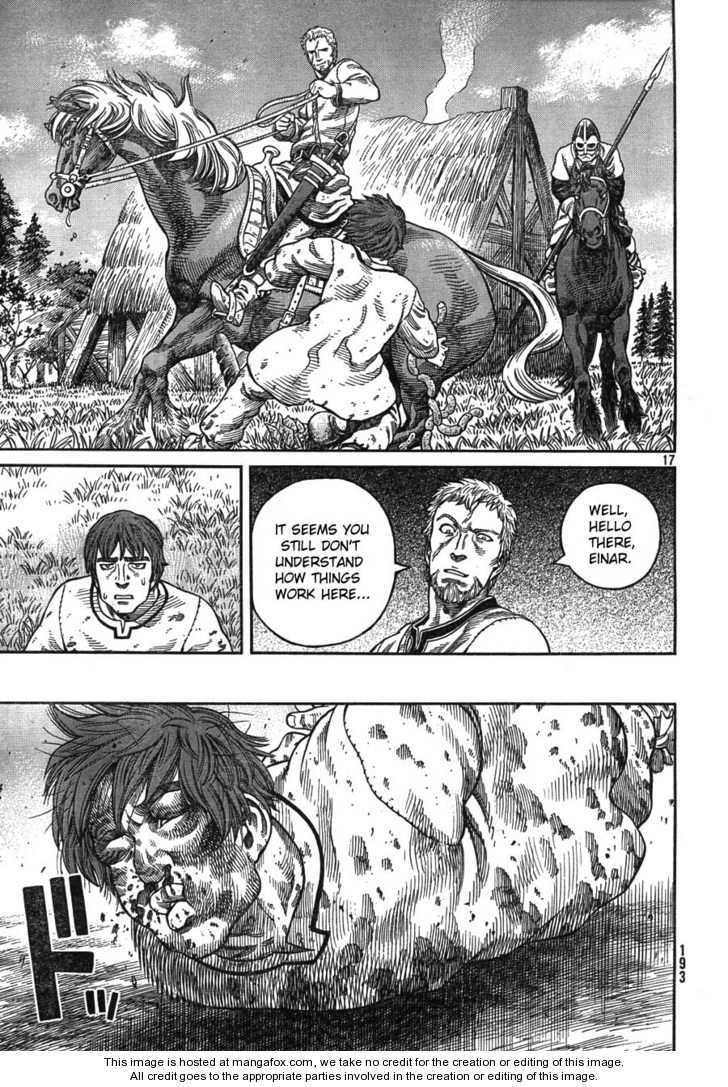 17
WELL,
HELLO
THERE,
EINAR.
IT SEEMS YOU
STILL DON'T
UNDERSTAND
HOW THINGS
WORK HERE...
ドッ
193
This image is hosted at mangafox.com, we take no credit for the creation or editing of this image.
All credit goes to the appropriate parties involved in the creation or editing of this image.